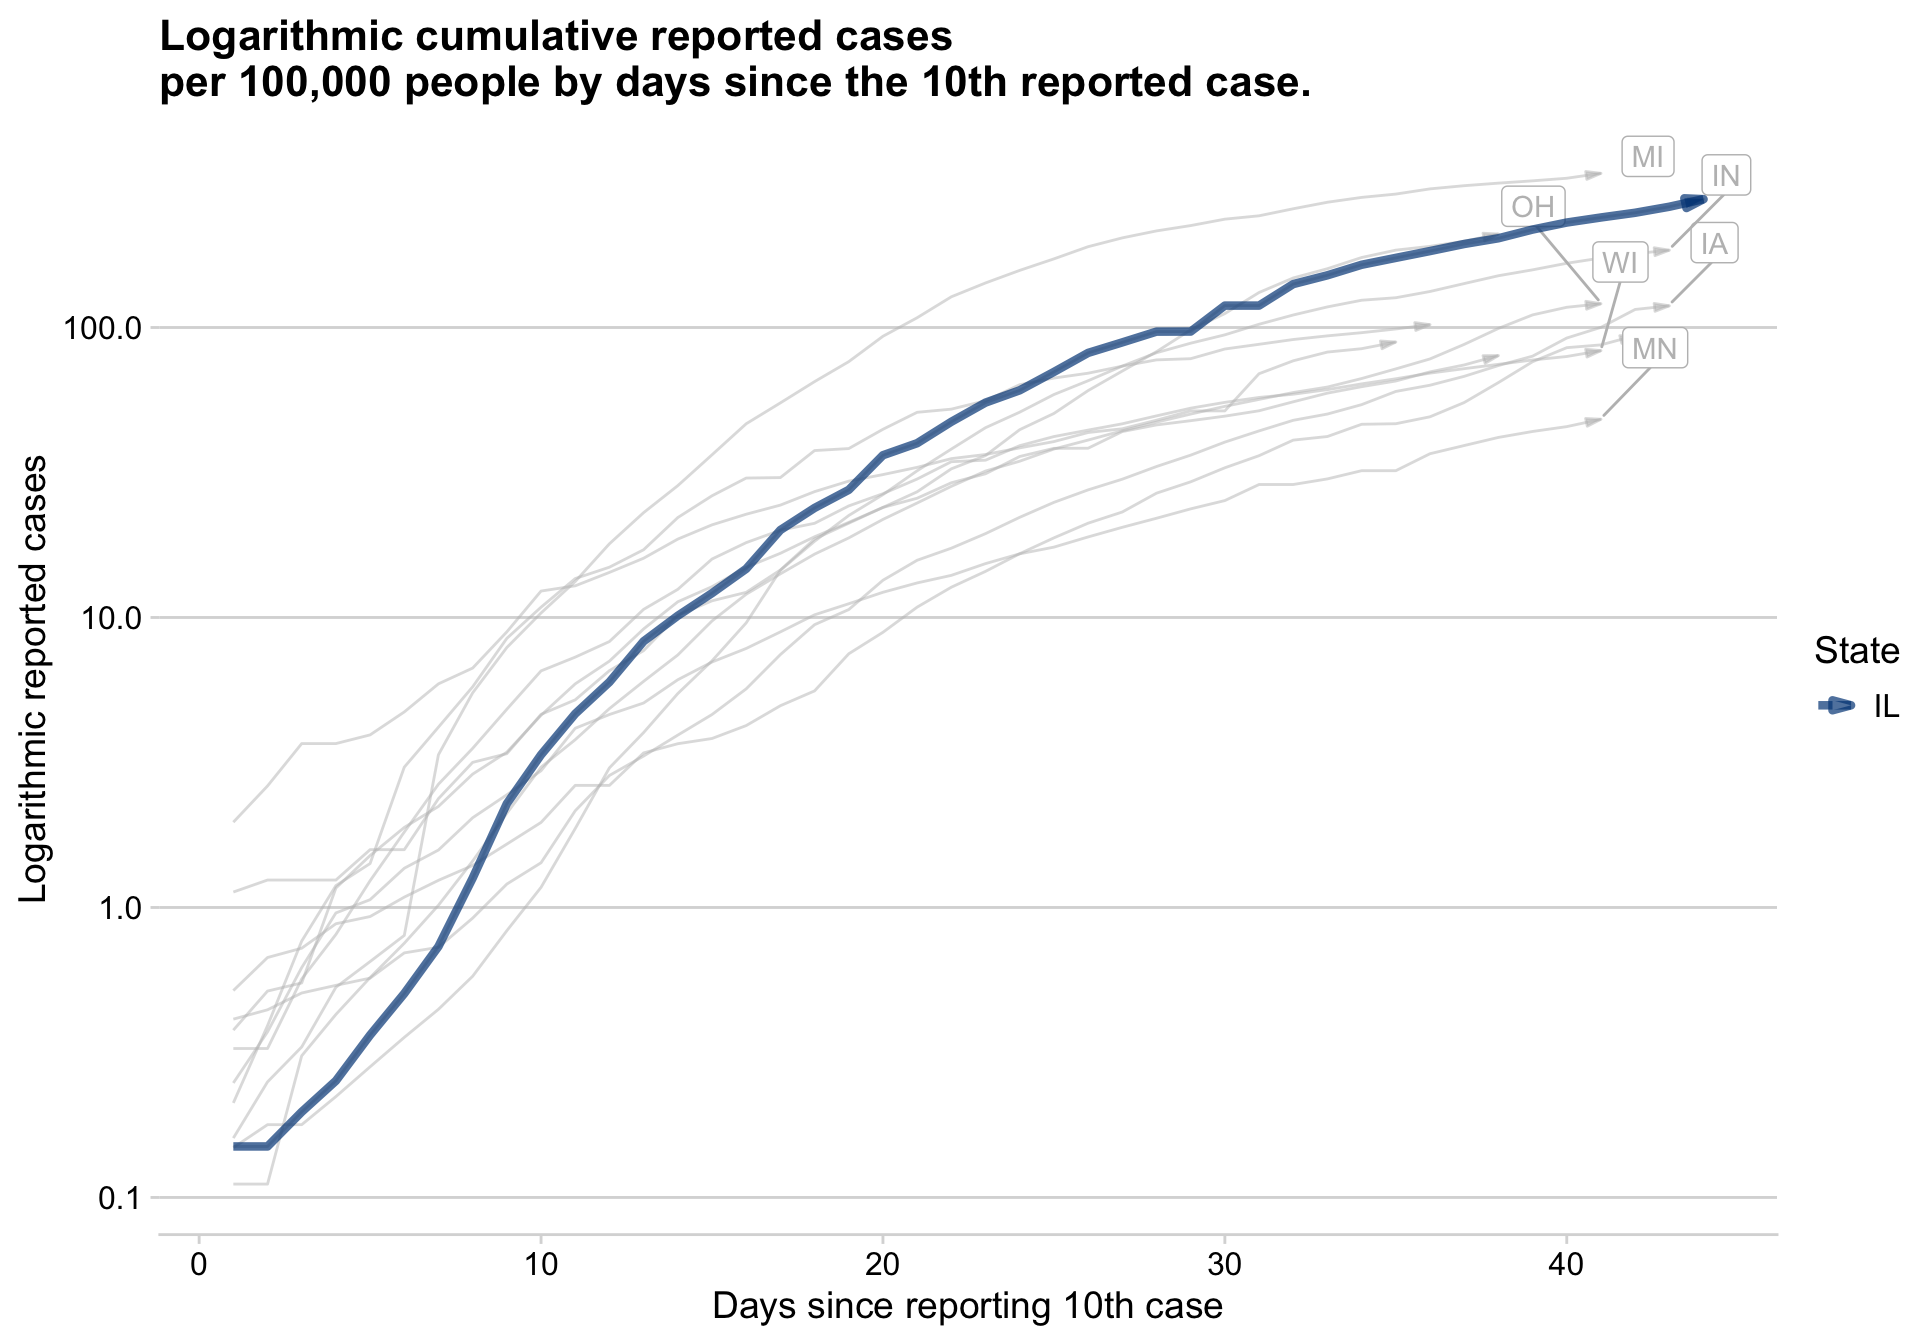 Logarithmic cumulative reported cases
per 100,000 people by days since the 10th reported case.
MI
IN
OH
IA
WI
MN
100.0
10.0
1.0
0.1
Logarithmic reported cases
State
IL
0 10 20 30 40
Days since reporting 10th case